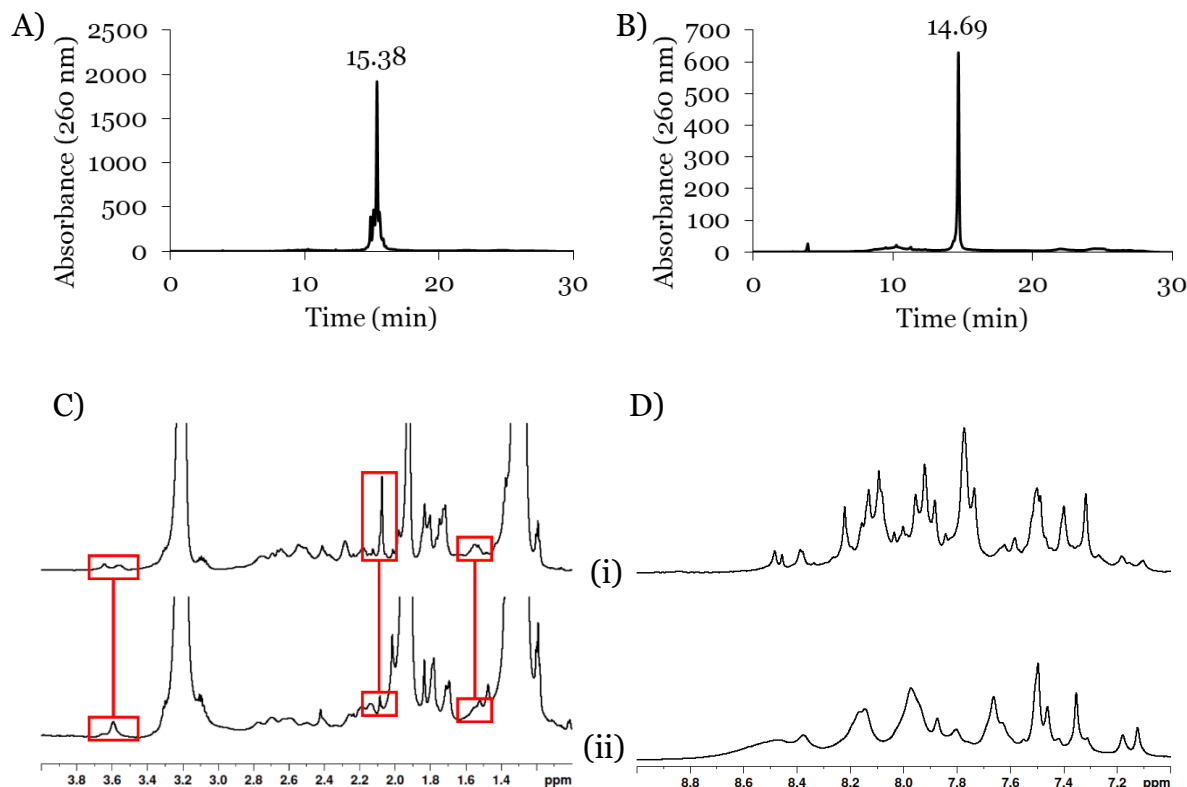 A)
Absorbance (260 nm)
2500
2000
1500
1000
500
0
15.38
0 10 20 30
Time (min)
B)
Absorbance (260 nm)
700
600
500
400
300
200
100
0
14.69
0 10 20 30
Time (min)
C)
3.8 3.6 3.4 3.2 3.0 2.8 2.6 2.4 2.2 2.0 1.8 1.6 1.4 ppm
D)
(i)
(ii)
8.8 8.6 8.4 8.2 8.0 7.8 7.6 7.4 7.2 ppm